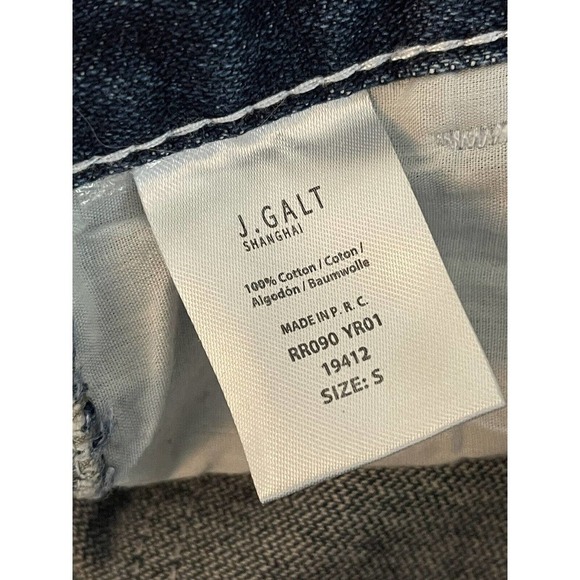 J.GALT
SHANGHAI
100% Cotton / Coton /
Algodón / Baumwolle
MADE IN P. R. C.
RR090 YR01
19412
SIZE: S